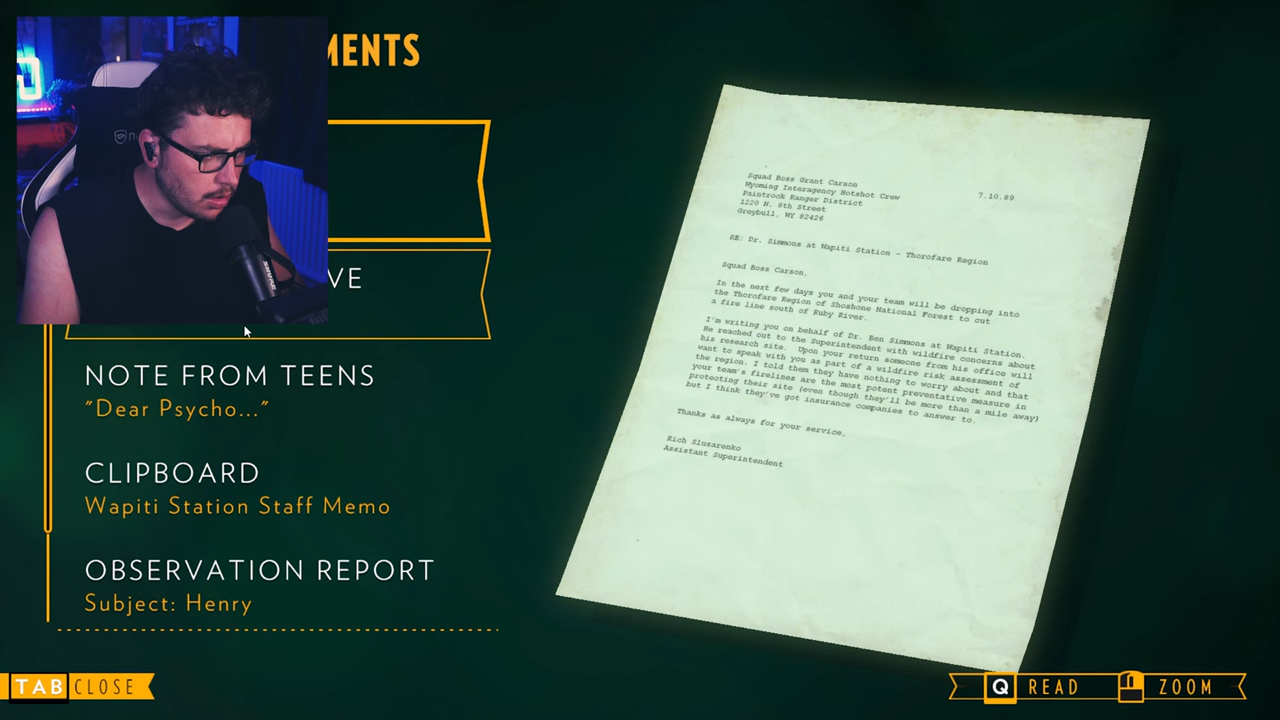 MENTS
VE
NOTE FROM TEENS
"Dear Psycho..."
CLIPBOARD
Wapiti Station Staff Memo
OBSERVATION REPORT
Subject: Henry
TAB CLOSE
Squad Boss Grant Carson
Wyoming Interagency Hotshot Crew
Paintrock Ranger District
1220 N. 8th Street
Greybull, WY 82426
7.10.89
RE: Dr. Simmons at Wapiti Station - Thorofare Region
Squad Boss Carson,
In the next few days you and your team will be dropping into
the Thorofare Region of Shoshone National Forest to cut
a fire line south of Ruby River.
I'm writing you on behalf of Dr. Ben Simmons at Wapiti Station.
He reached out to the Superintendent with wildfire concerns about
his research site. Upon your return someone from his office will
want to speak with you as part of a wildfire risk assessment of
the region. I told them they have nothing to worry about and that
your team's firelines are the most potent preventative measure in
protecting their site (even though they'll be more than a mile away)
but I think they've got insurance companies to answer to.
Thanks as always for your service,
Rich Slusarenko
Assistant Superintendent
Q READ ZOOM